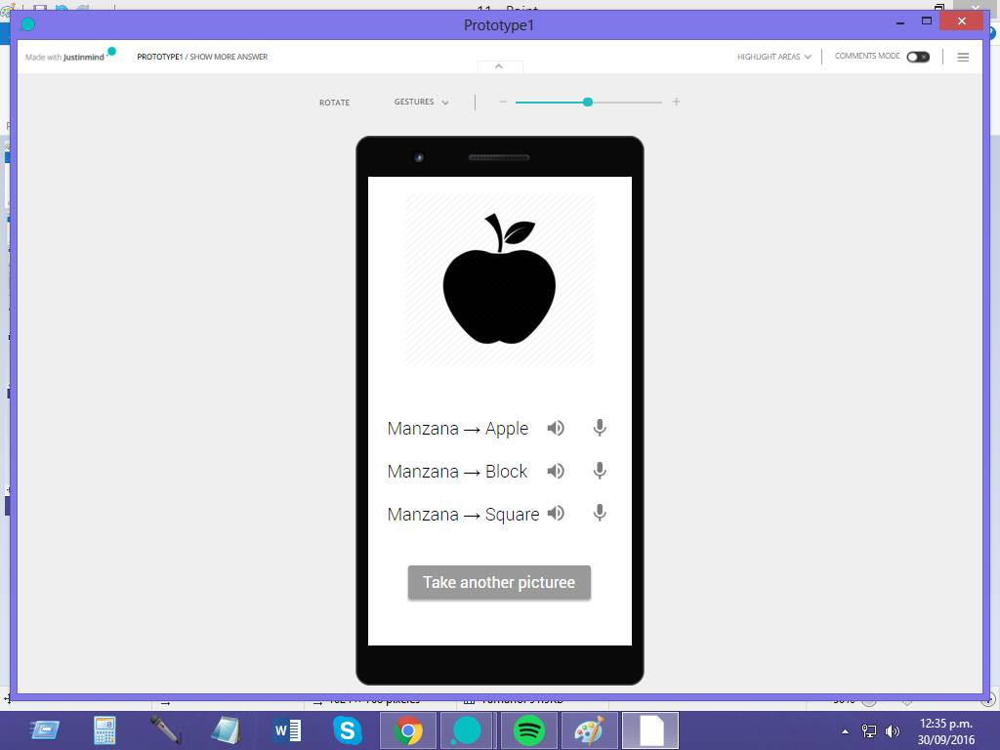 Prototype1
Made with Justinmind
PROTOTYPE1 / SHOW MORE ANSWER
HIGHLIGHT AREAS
COMMENTS MODE
ROTATE
GESTURES
Manzana → Apple
Manzana → Block
Manzana → Square
Take another picturee
12:35 p.m.
30/09/2016